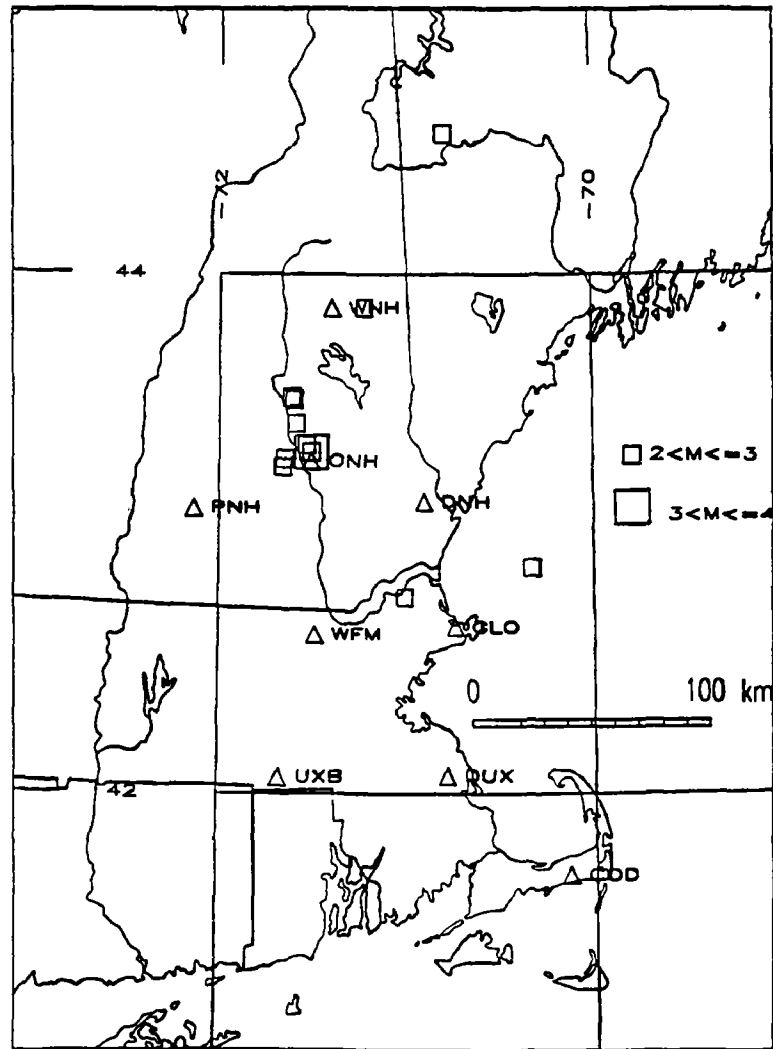 -72
-70
44
WNH
2<M<=3
ONH
PNH
DNH
3<M<=4
WFM
GLO
0 100 km
UXB
DUX
42
COD